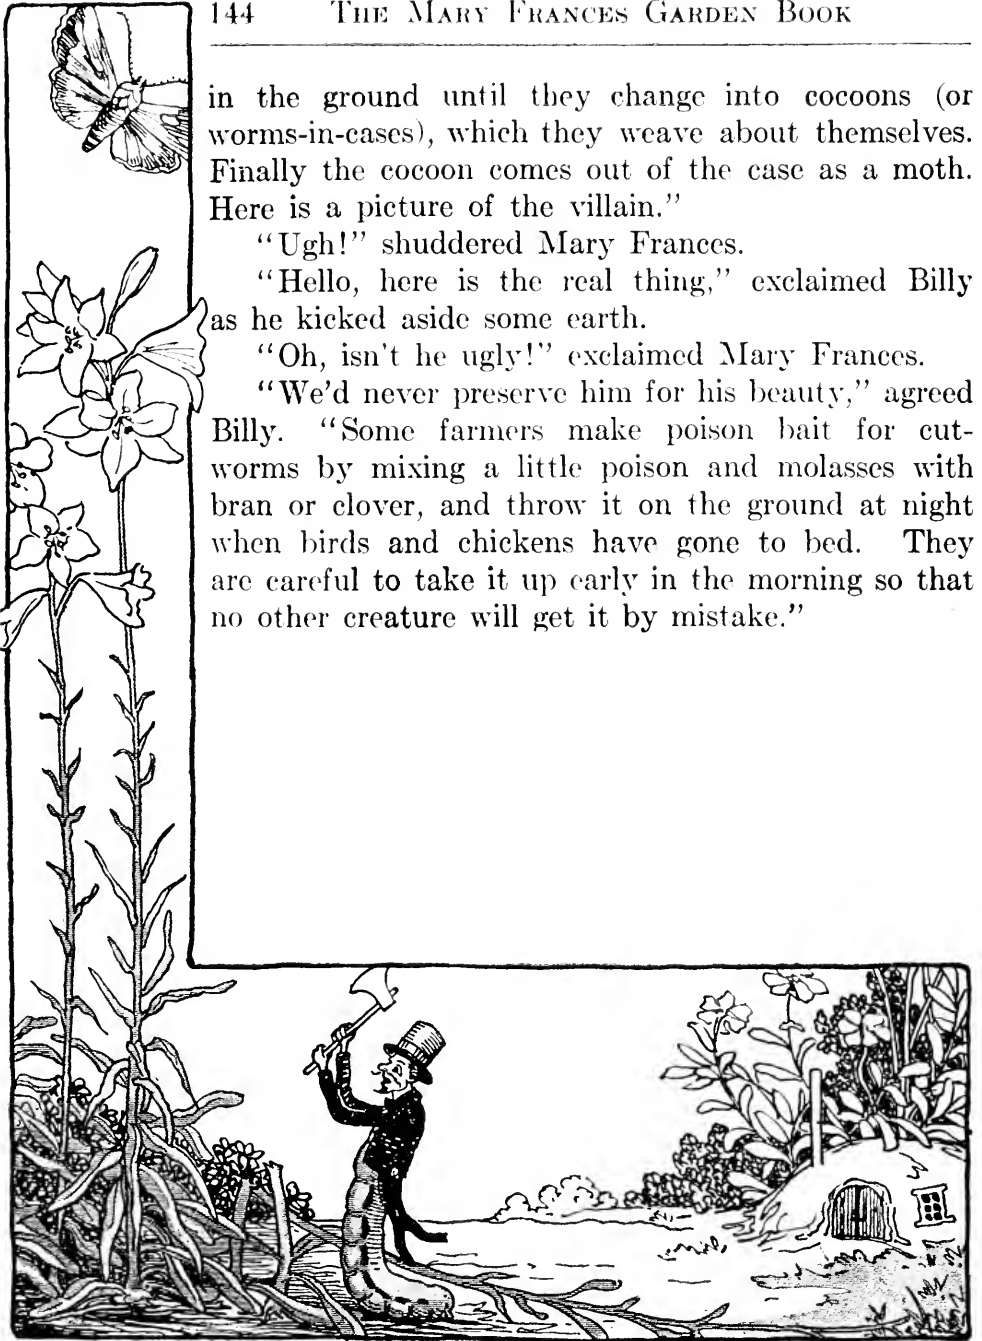 144 The Mary Frances Garden Book
in the ground until they change into cocoons (or
worms-in-cases), which they weave about themselves.
Finally the cocoon comes out of the case as a moth.
Here is a picture of the villain."
"Ugh!" shuddered Mary Frances.
"Hello, here is the real thing," exclaimed Billy
as he kicked aside some earth.
"Oh, isn't he ugly!" exclaimed Mary Frances.
"We'd never preserve him for his beauty," agreed
Billy. "Some farmers make poison bait for cut-
worms by mixing a little poison and molasses with
bran or clover, and throw it on the ground at night
when birds and chickens have gone to bed. They
are careful to take it up early in the morning so that
no other creature will get it by mistake."